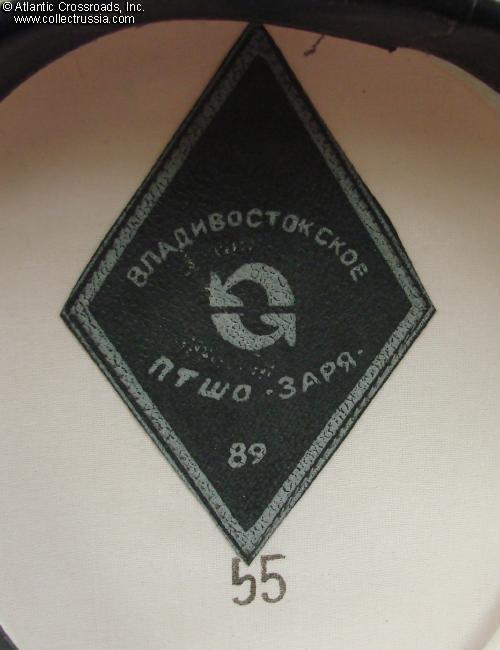 © Atlantic Crossroads, Inc.
www.collectrussia.com
ВЛАДИВОСТОКСКОЕ
ПТШО "ЗАРЯ"
89
55